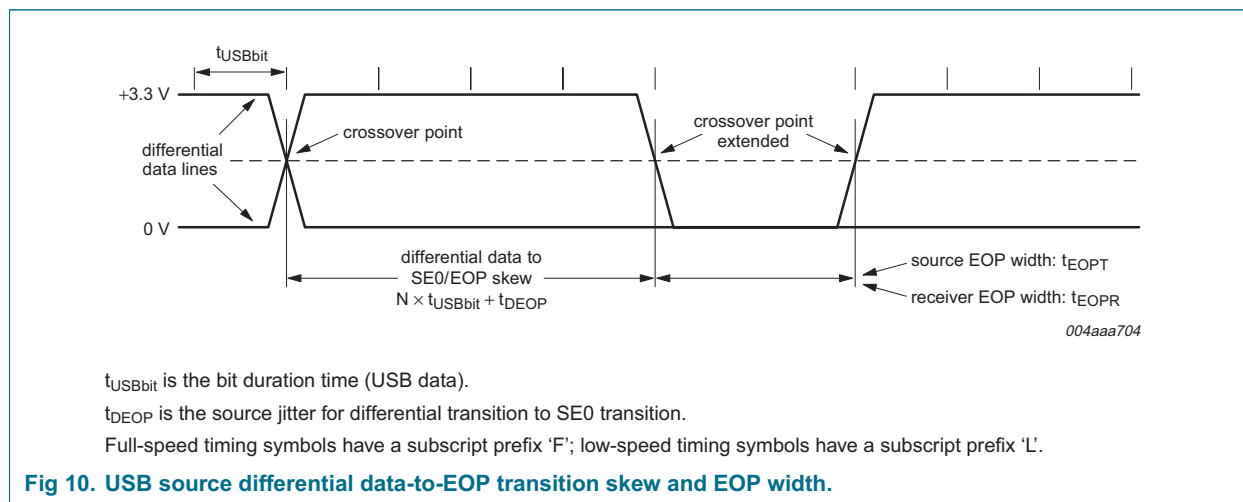 tUSBbit
+3.3 V
crossover point
crossover point
extended
differential
data lines
0 V
differential data to
SE0/EOP skew
N × tUSBbit + tDEOP
source EOP width: tEOPT
receiver EOP width: tEOPR
004aaa704
tUSBbit is the bit duration time (USB data).
tDEOP is the source jitter for differential transition to SE0 transition.
Full-speed timing symbols have a subscript prefix ‘F’; low-speed timing symbols have a subscript prefix ‘L’.
Fig 10. USB source differential data-to-EOP transition skew and EOP width.